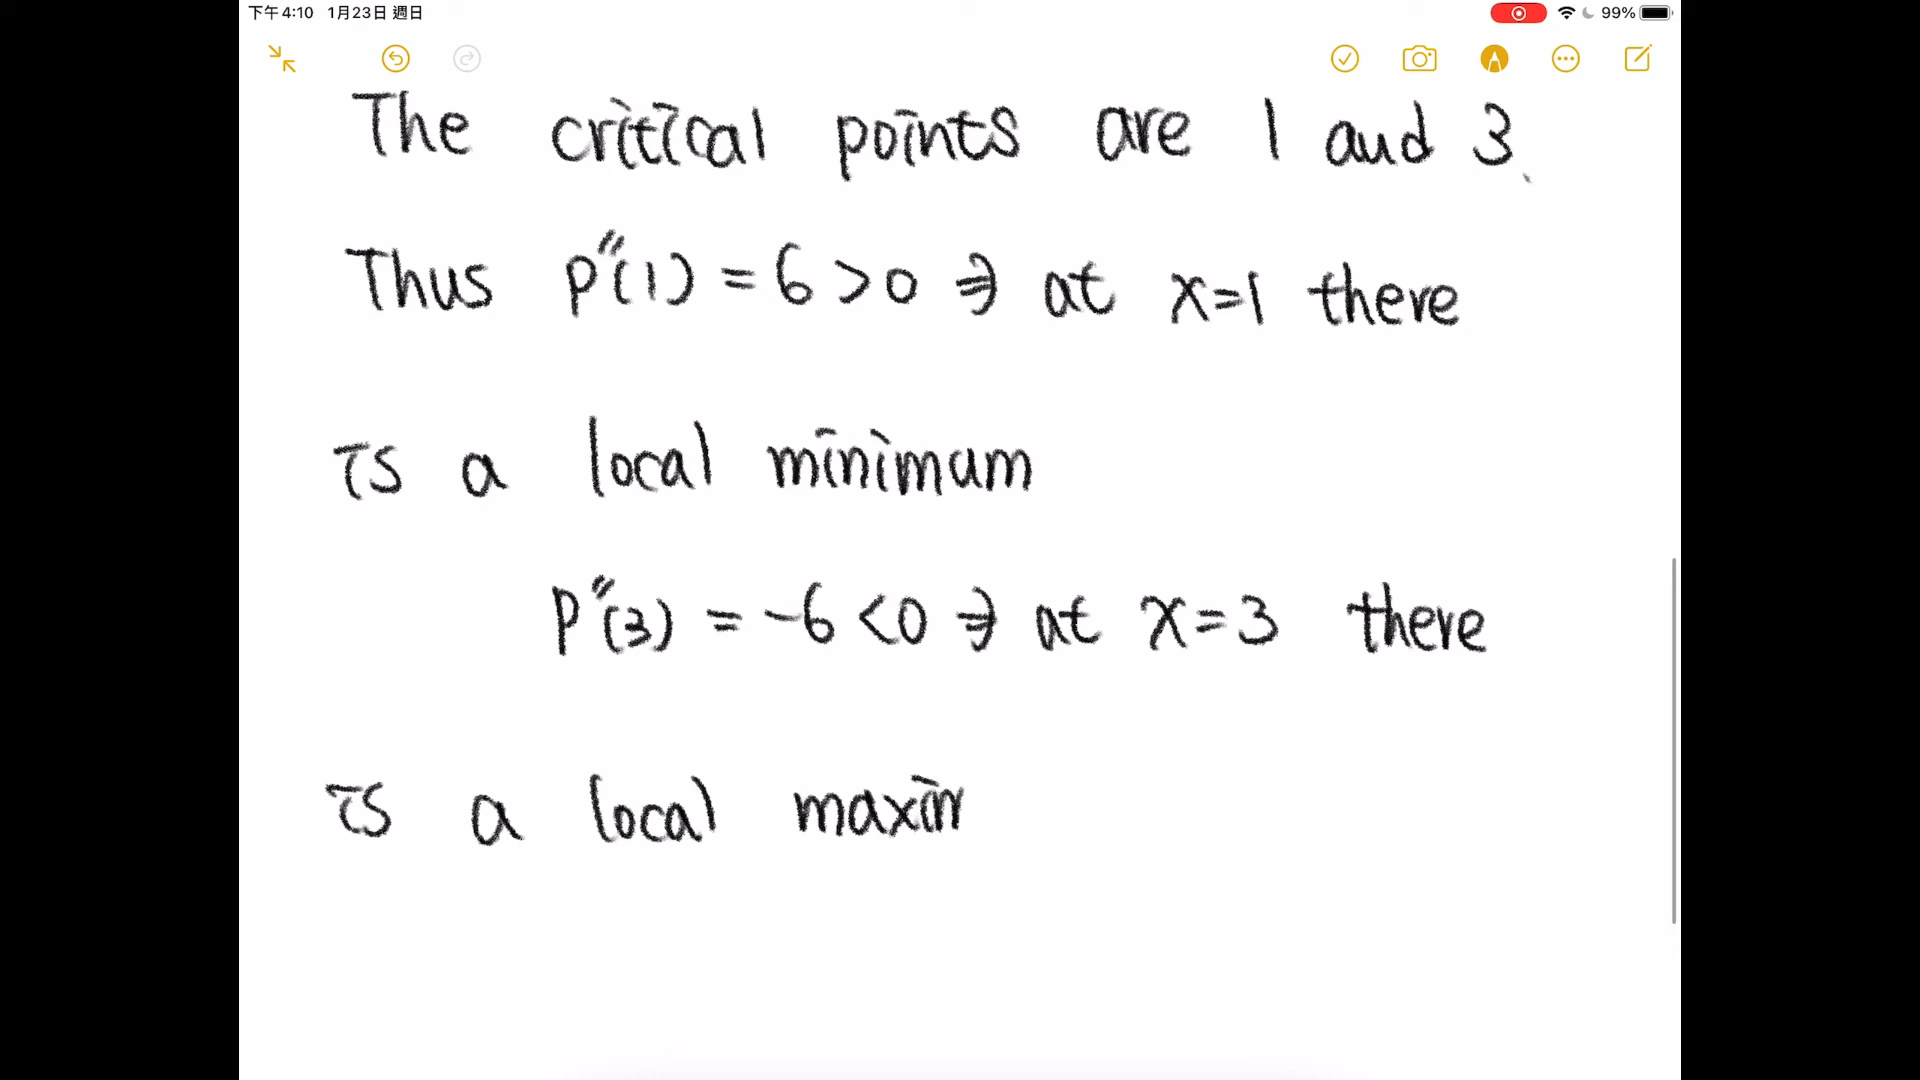 下午4:10 1月23日 週日 99%
The critical points are 1 and 3.
Thus p"(1) = 6 > 0 ⇒ at x=1 there
is a local minimum
p"(3) = -6 < 0 ⇒ at x=3 there
is a local maxim